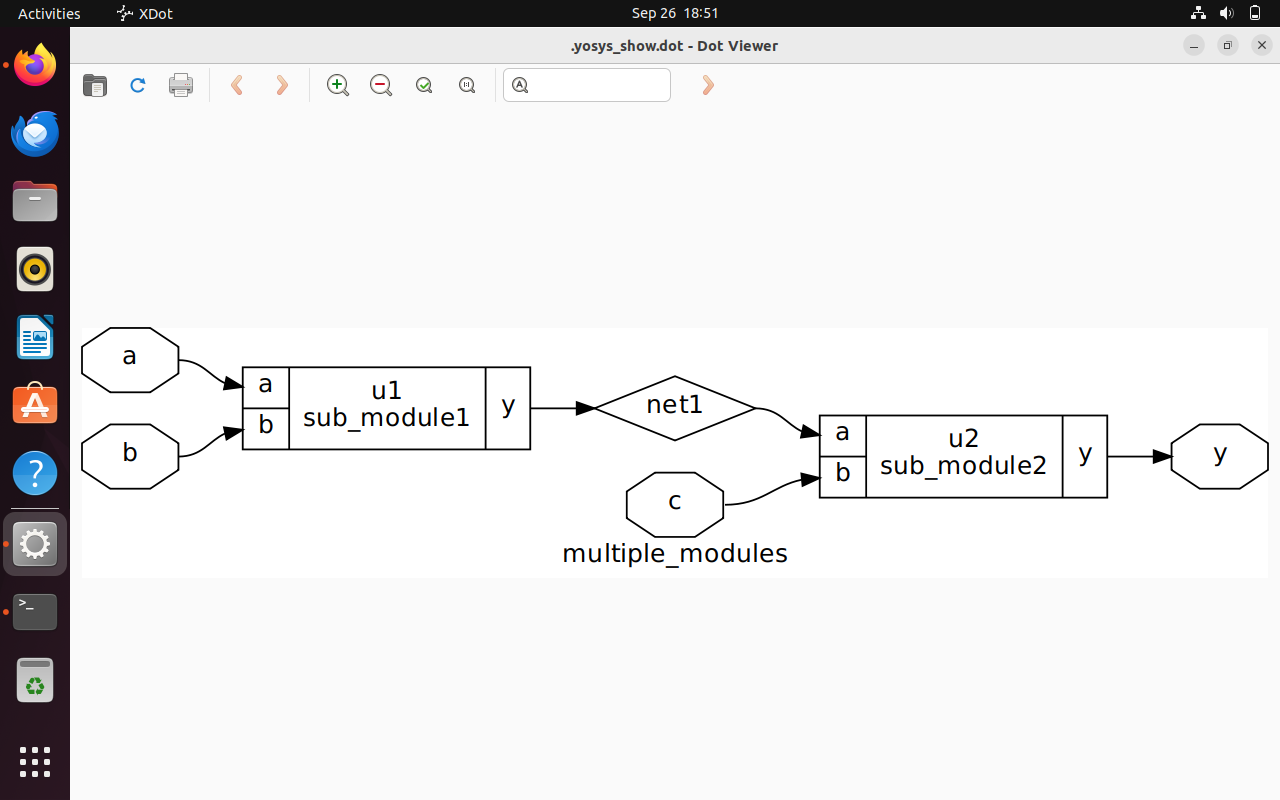 Activities
XDot
Sep 26 18:51
.yosys_show.dot - Dot Viewer
a
b
a
b
u1
sub_module1
y
net1
c
a
b
u2
sub_module2
y
y
multiple_modules